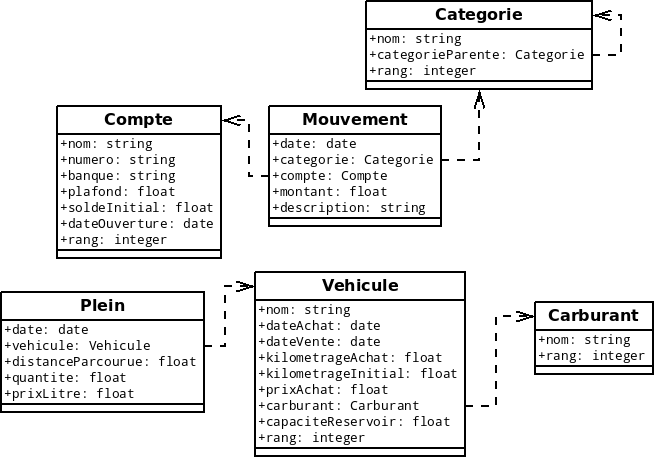 Categorie
+nom: string
+categorieParente: Categorie
+rang: integer
Compte
+nom: string
+numero: string
+banque: string
+plafond: float
+soldeInitial: float
+dateOuverture: date
+rang: integer
Mouvement
+date: date
+categorie: Categorie
+compte: Compte
+montant: float
+description: string
Plein
+date: date
+vehicule: Vehicule
+distanceParcourue: float
+quantite: float
+prixLitre: float
Vehicule
+nom: string
+dateAchat: date
+dateVente: date
+kilometrageAchat: float
+kilometrageInitial: float
+prixAchat: float
+carburant: Carburant
+capaciteReservoir: float
+rang: integer
Carburant
+nom: string
+rang: integer